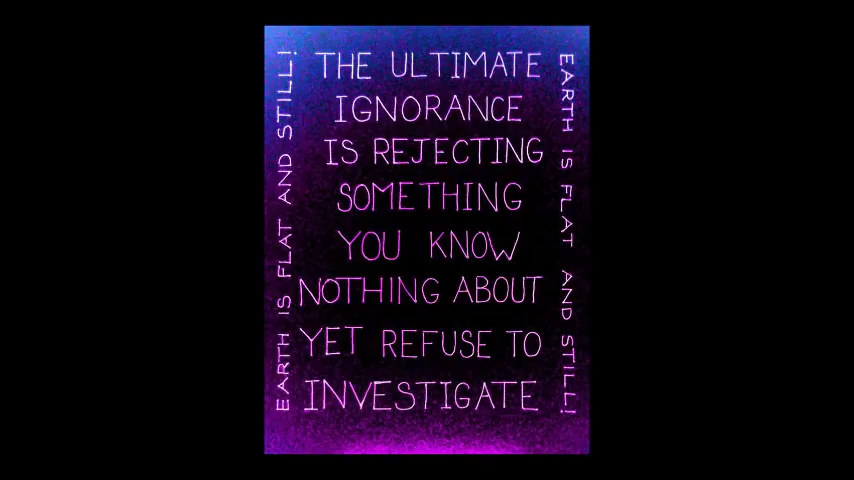 EARTH IS FLAT AND STILL!
THE ULTIMATE
IGNORANCE
IS REJECTING
SOMETHING
YOU KNOW
NOTHING ABOUT
YET REFUSE TO
INVESTIGATE
EARTH IS FLAT AND STILL!